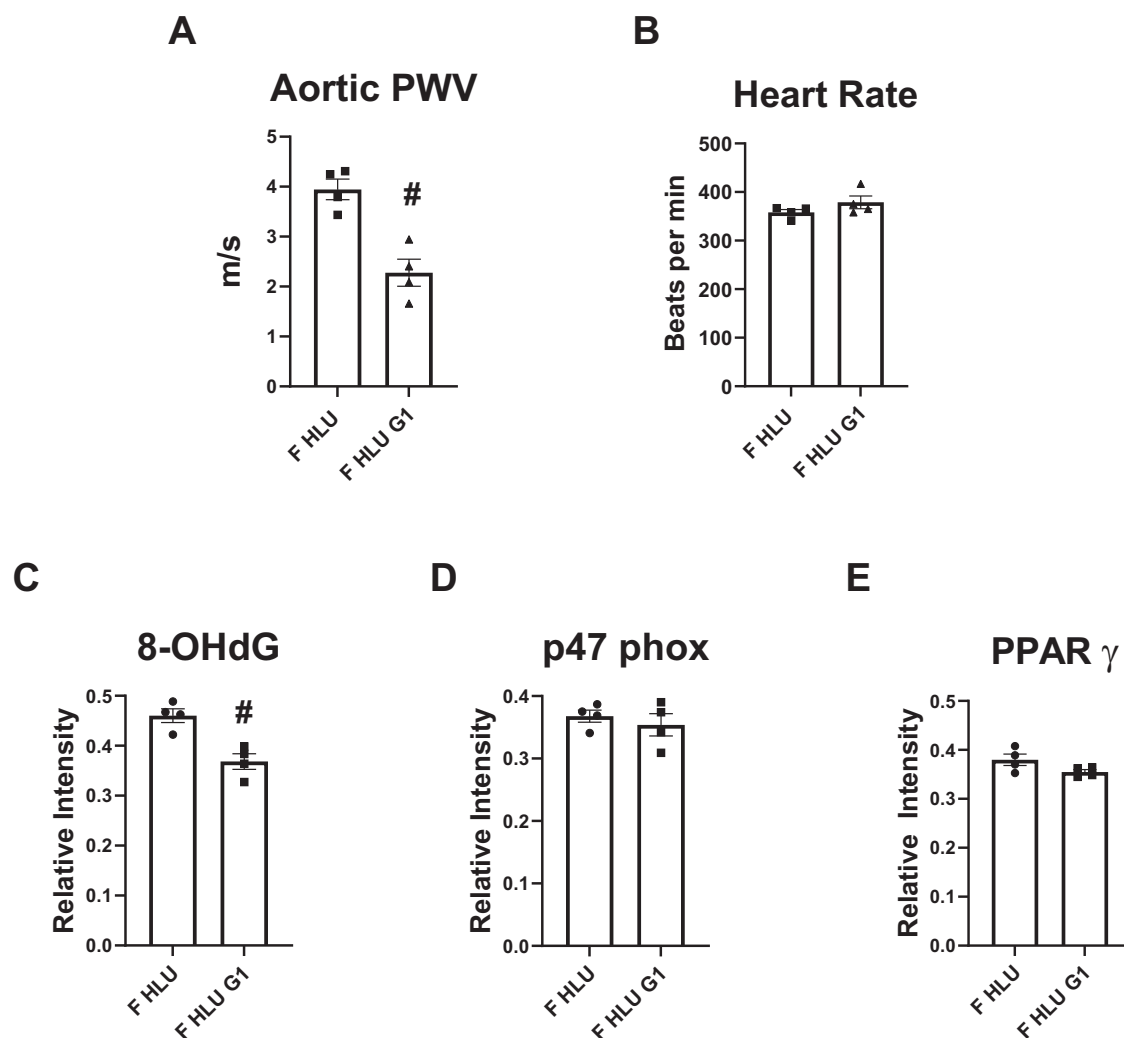 A
B
Aortic PWV
Heart Rate
m/s
5
4
3
2
1
0
#
F HLU
F HLU G1
Beats per min
500
400
300
200
100
0
F HLU
F HLU G1
C
D
E
8-OHdG
p47 phox
PPAR γ
Relative Intensity
0.5
0.4
0.3
0.2
0.1
0.0
#
F HLU
F HLU G1
Relative Intensity
0.4
0.3
0.2
0.1
0.0
F HLU
F HLU G1
Relative Intensity
0.5
0.4
0.3
0.2
0.1
0.0
F HLU
F HLU G1